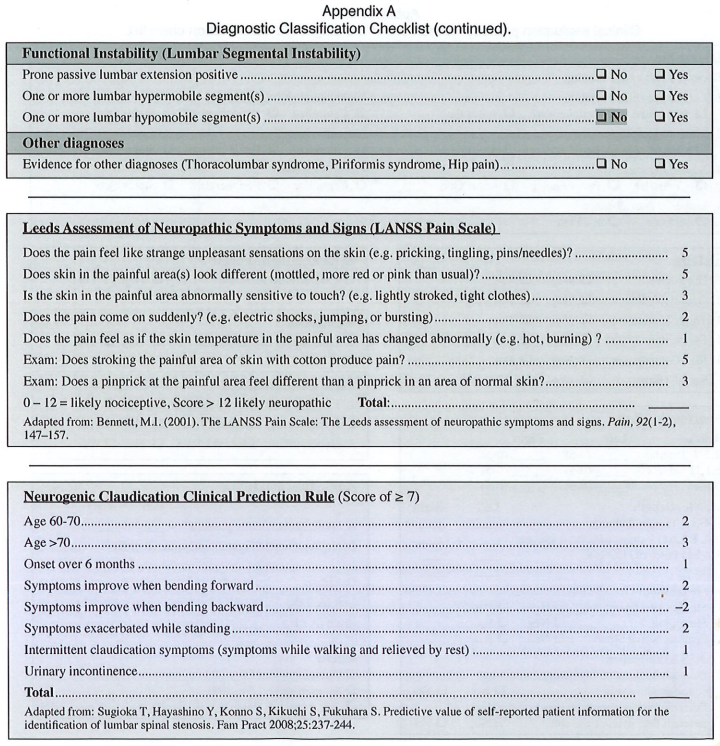 Appendix A
Diagnostic Classification Checklist (continued).
Functional Instability (Lumbar Segmental Instability)
Prone passive lumbar extension positive ........ ❑ No ❑ Yes
One or more lumbar hypermobile segment(s) ........ ❑ No ❑ Yes
One or more lumbar hypomobile segment(s) ........ ❑ No ❑ Yes
Other diagnoses
Evidence for other diagnoses (Thoracolumbar syndrome, Piriformis syndrome, Hip pain) ........ ❑ No ❑ Yes
Leeds Assessment of Neuropathic Symptoms and Signs (LANSS Pain Scale)
Does the pain feel like strange unpleasant sensations on the skin (e.g. pricking, tingling, pins/needles)? ........ 5
Does skin in the painful area(s) look different (mottled, more red or pink than usual)? ........ 5
Is the skin in the painful area abnormally sensitive to touch? (e.g. lightly stroked, tight clothes) ........ 3
Does the pain come on suddenly? (e.g. electric shocks, jumping, or bursting) ........ 2
Does the pain feel as if the skin temperature in the painful area has changed abnormally (e.g. hot, burning) ? ........ 1
Exam: Does stroking the painful area of skin with cotton produce pain? ........ 5
Exam: Does a pinprick at the painful area feel different than a pinprick in an area of normal skin? ........ 3
0 – 12 = likely nociceptive, Score > 12 likely neuropathic Total: ........ ______
Adapted from: Bennett, M.I. (2001). The LANSS Pain Scale: The Leeds assessment of neuropathic symptoms and signs. Pain, 92(1-2),
147–157.
Neurogenic Claudication Clinical Prediction Rule (Score of ≥ 7)
Age 60-70 ........ 2
Age >70 ........ 3
Onset over 6 months ........ 1
Symptoms improve when bending forward ........ 2
Symptoms improve when bending backward ........ –2
Symptoms exacerbated while standing ........ 2
Intermittent claudication symptoms (symptoms while walking and relieved by rest) ........ 1
Urinary incontinence ........ 1
Total ........ ______
Adapted from: Sugioka T, Hayashino Y, Konno S, Kikuchi S, Fukuhara S. Predictive value of self-reported patient information for the
identification of lumbar spinal stenosis. Fam Pract 2008;25:237-244.